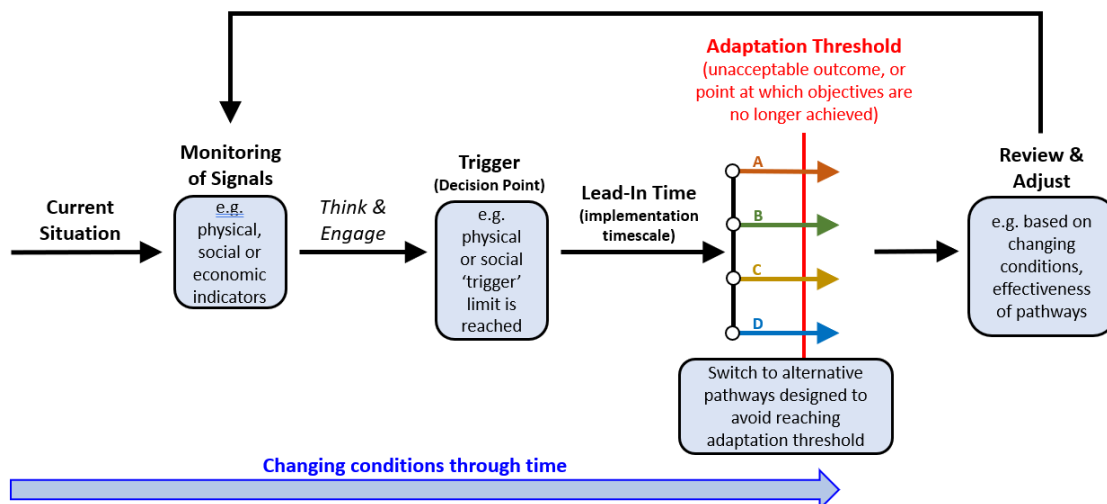 Adaptation Threshold
(unacceptable outcome, or
point at which objectives are
no longer achieved)
Current
Situation
Monitoring
of Signals
e.g.
physical,
social or
economic
indicators
Think &
Engage
Trigger
(Decision Point)
e.g.
physical
or social
‘trigger’
limit is
reached
Lead-In Time
(implementation
timescale)
A
B
C
D
Switch to alternative
pathways designed to
avoid reaching
adaptation threshold
Review &
Adjust
e.g. based on
changing
conditions,
effectiveness
of pathways
Changing conditions through time